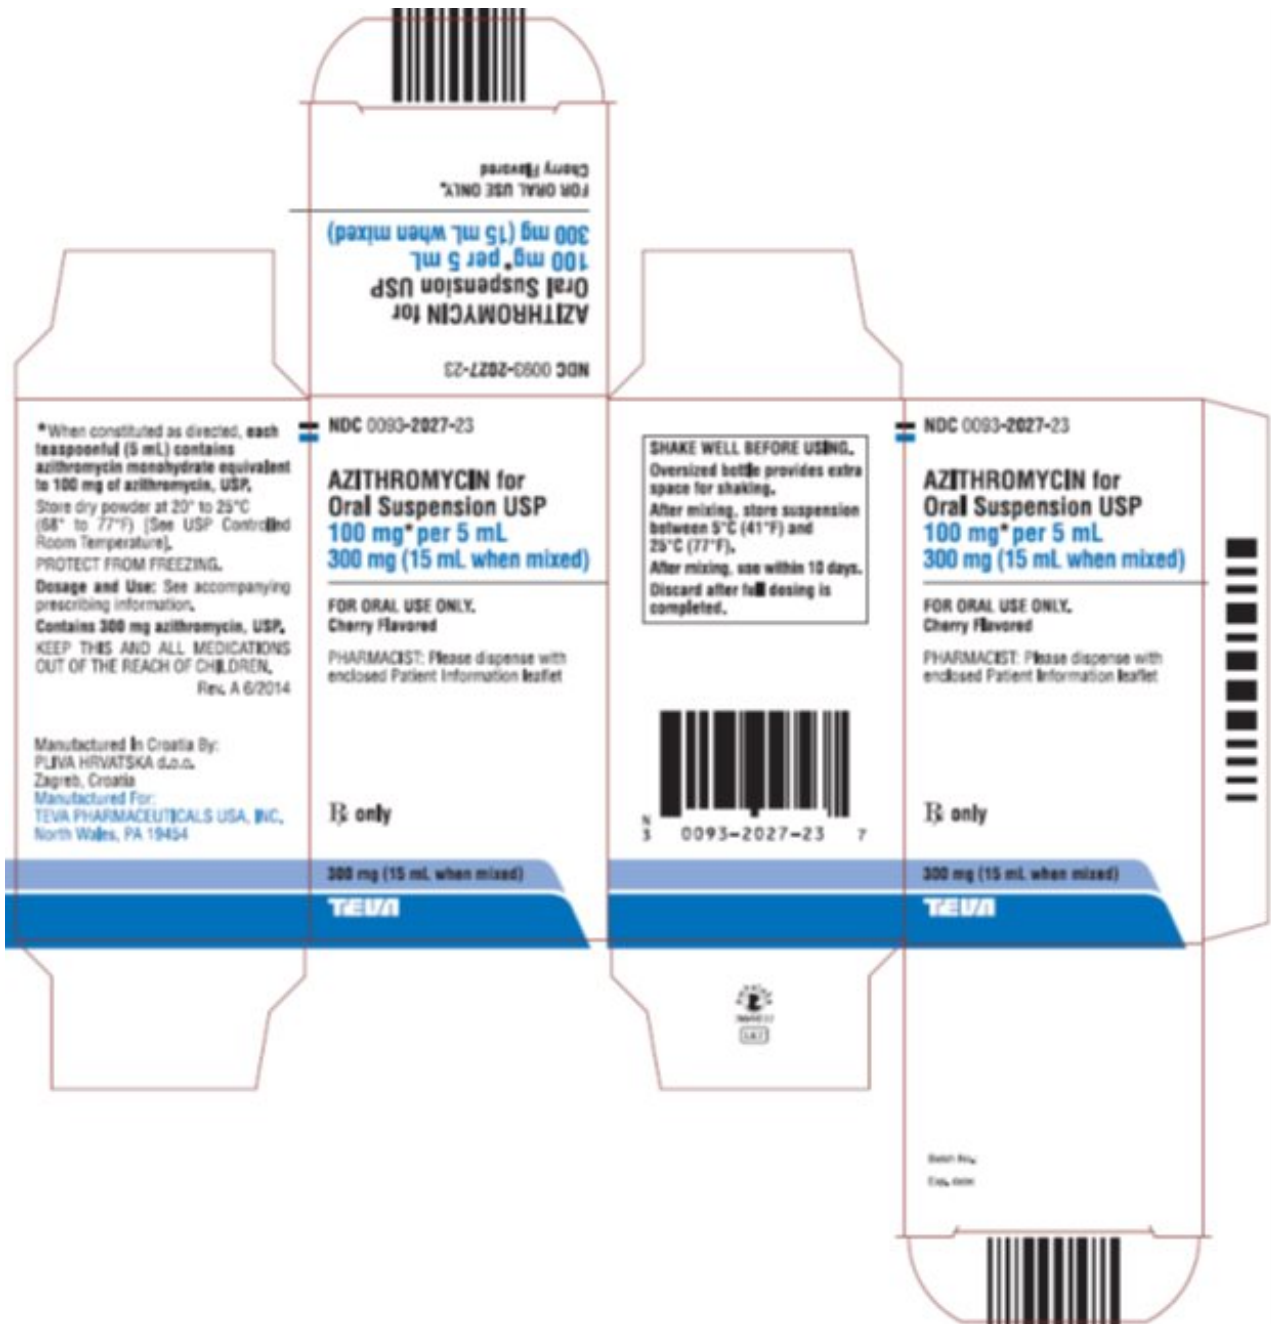 Cherry Flavored
FOR ORAL USE ONLY.
300 mg (15 mL when mixed)
100 mg* per 5 mL
Oral Suspension USP
AZITHROMYCIN for
NDC 0093-2027-23
*When constituted as directed, each
teaspoonful (5 mL) contains
azithromycin monohydrate equivalent
to 100 mg of azithromycin, USP.
Store dry powder at 20° to 25°C
(68° to 77°F) [See USP Controlled
Room Temperature].
PROTECT FROM FREEZING.
Dosage and Use: See accompanying
prescribing information.
Contains 300 mg azithromycin, USP.
KEEP THIS AND ALL MEDICATIONS
OUT OF THE REACH OF CHILDREN.
Rev. A 6/2014
Manufactured In Croatia By:
PLIVA HRVATSKA d.o.o.
Zagreb, Croatia
Manufactured For:
TEVA PHARMACEUTICALS USA, INC.
North Wales, PA 19454
NDC 0093-2027-23
AZITHROMYCIN for
Oral Suspension USP
100 mg* per 5 mL
300 mg (15 mL when mixed)
FOR ORAL USE ONLY.
Cherry Flavored
PHARMACIST: Please dispense with
enclosed Patient Information leaflet
℞ only
300 mg (15 mL when mixed)
TEVA
SHAKE WELL BEFORE USING.
Oversized bottle provides extra
space for shaking.
After mixing, store suspension
between 5°C (41°F) and
25°C (77°F).
After mixing, use within 10 days.
Discard after full dosing is
completed.
N
3 0093-2027-23 7
NDC 0093-2027-23
AZITHROMYCIN for
Oral Suspension USP
100 mg* per 5 mL
300 mg (15 mL when mixed)
FOR ORAL USE ONLY.
Cherry Flavored
PHARMACIST: Please dispense with
enclosed Patient Information leaflet
℞ only
300 mg (15 mL when mixed)
TEVA
Batch No.
Exp. date